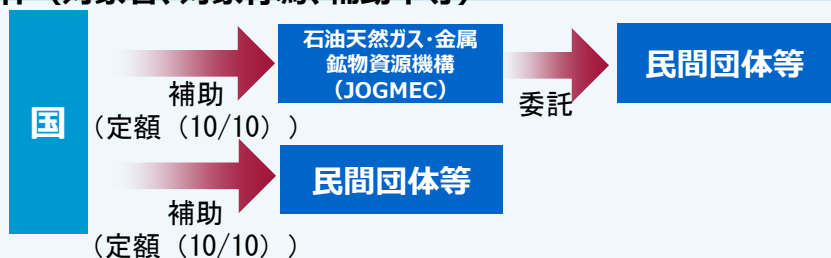 国
補助
（定額（10/10））
石油天然ガス・金属
鉱物資源機構
（JOGMEC）
委託
民間団体等
補助
（定額（10/10））
民間団体等